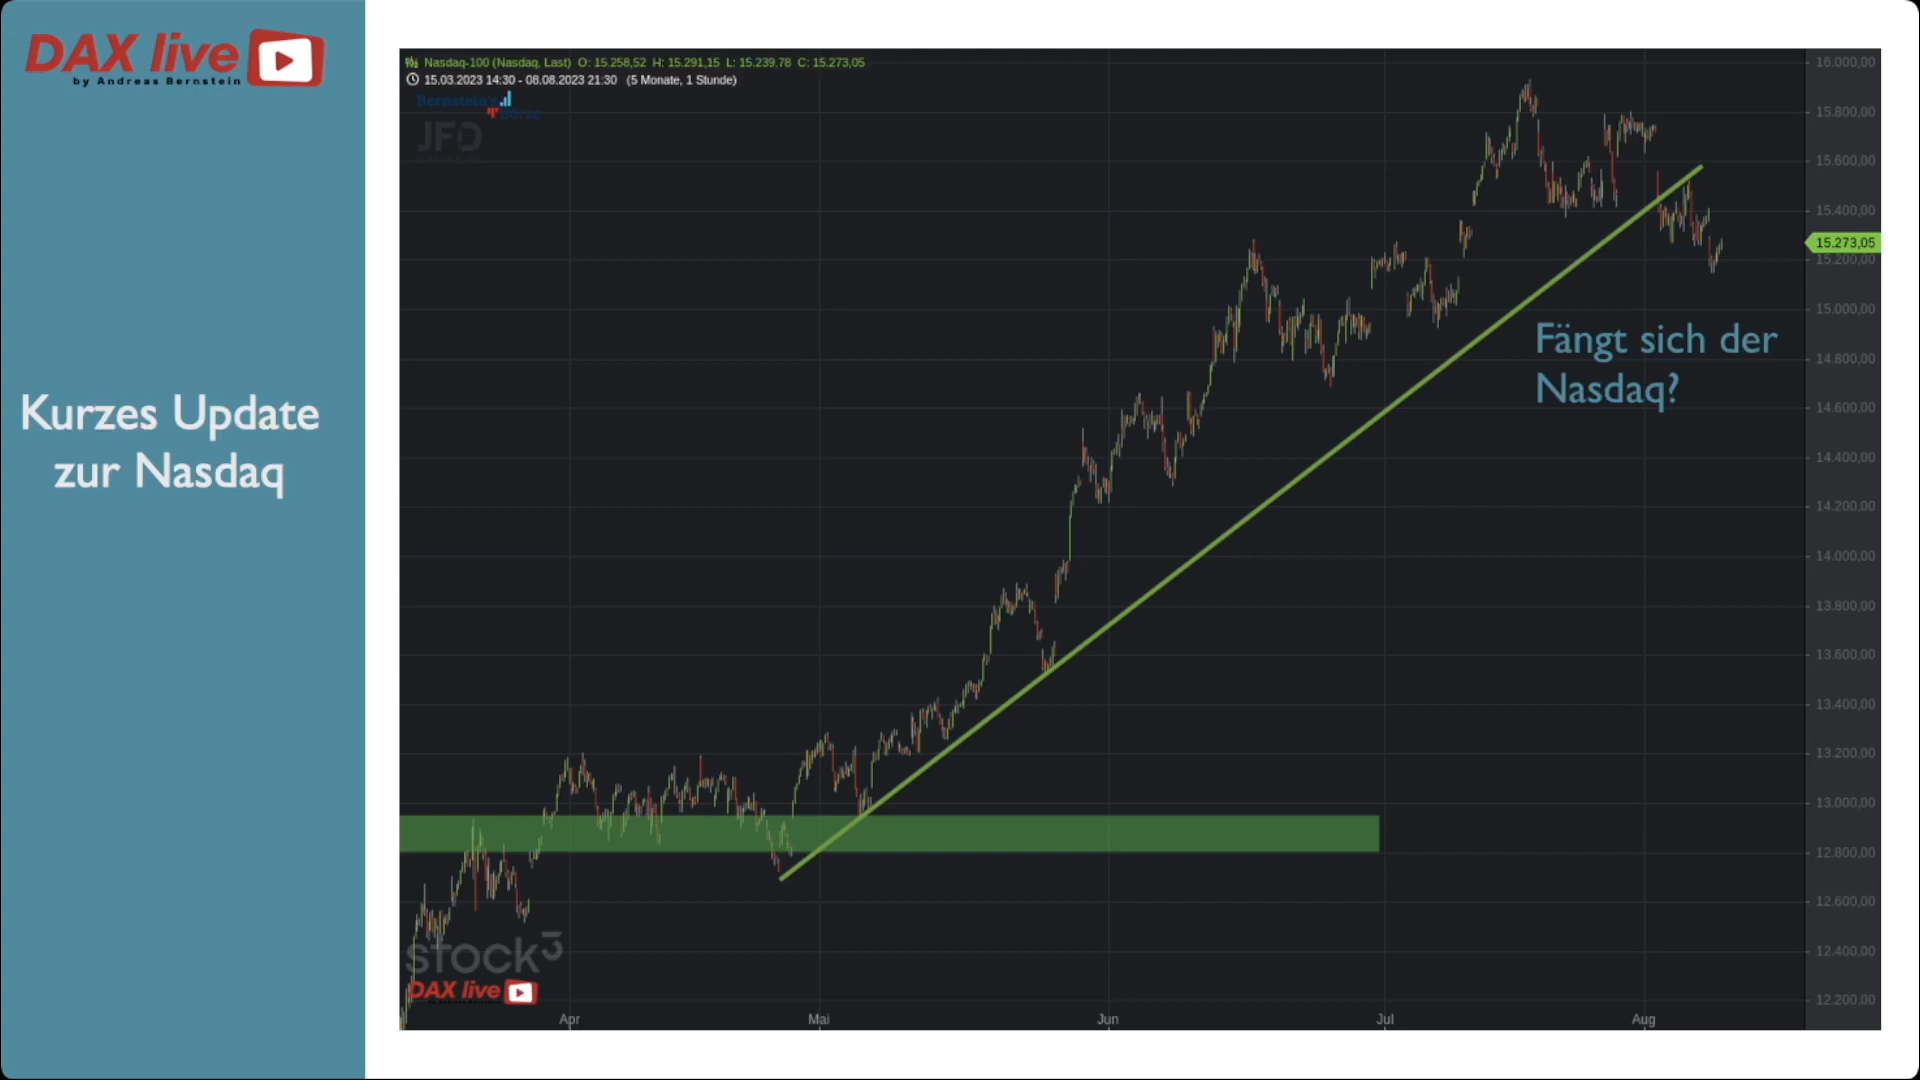 DAX live
by Andreas Bernstein
Kurzes Update
zur Nasdaq
Nasdaq-100 (Nasdaq, Last) O: 15.258,52 H: 15.291,15 L: 15.239,78 C: 15.273,05
15.03.2023 14:30 - 08.08.2023 21:30 (5 Monate, 1 Stunde)
Bernstein
Börse
JFD
16.000,00
15.800,00
15.600,00
15.400,00
15.273,05
15.200,00
15.000,00
Fängt sich der
Nasdaq?
14.800,00
14.600,00
14.400,00
14.200,00
14.000,00
13.800,00
13.600,00
13.400,00
13.200,00
13.000,00
12.800,00
12.600,00
12.400,00
12.200,00
stock3
DAX live
Apr Mai Jun Jul Aug